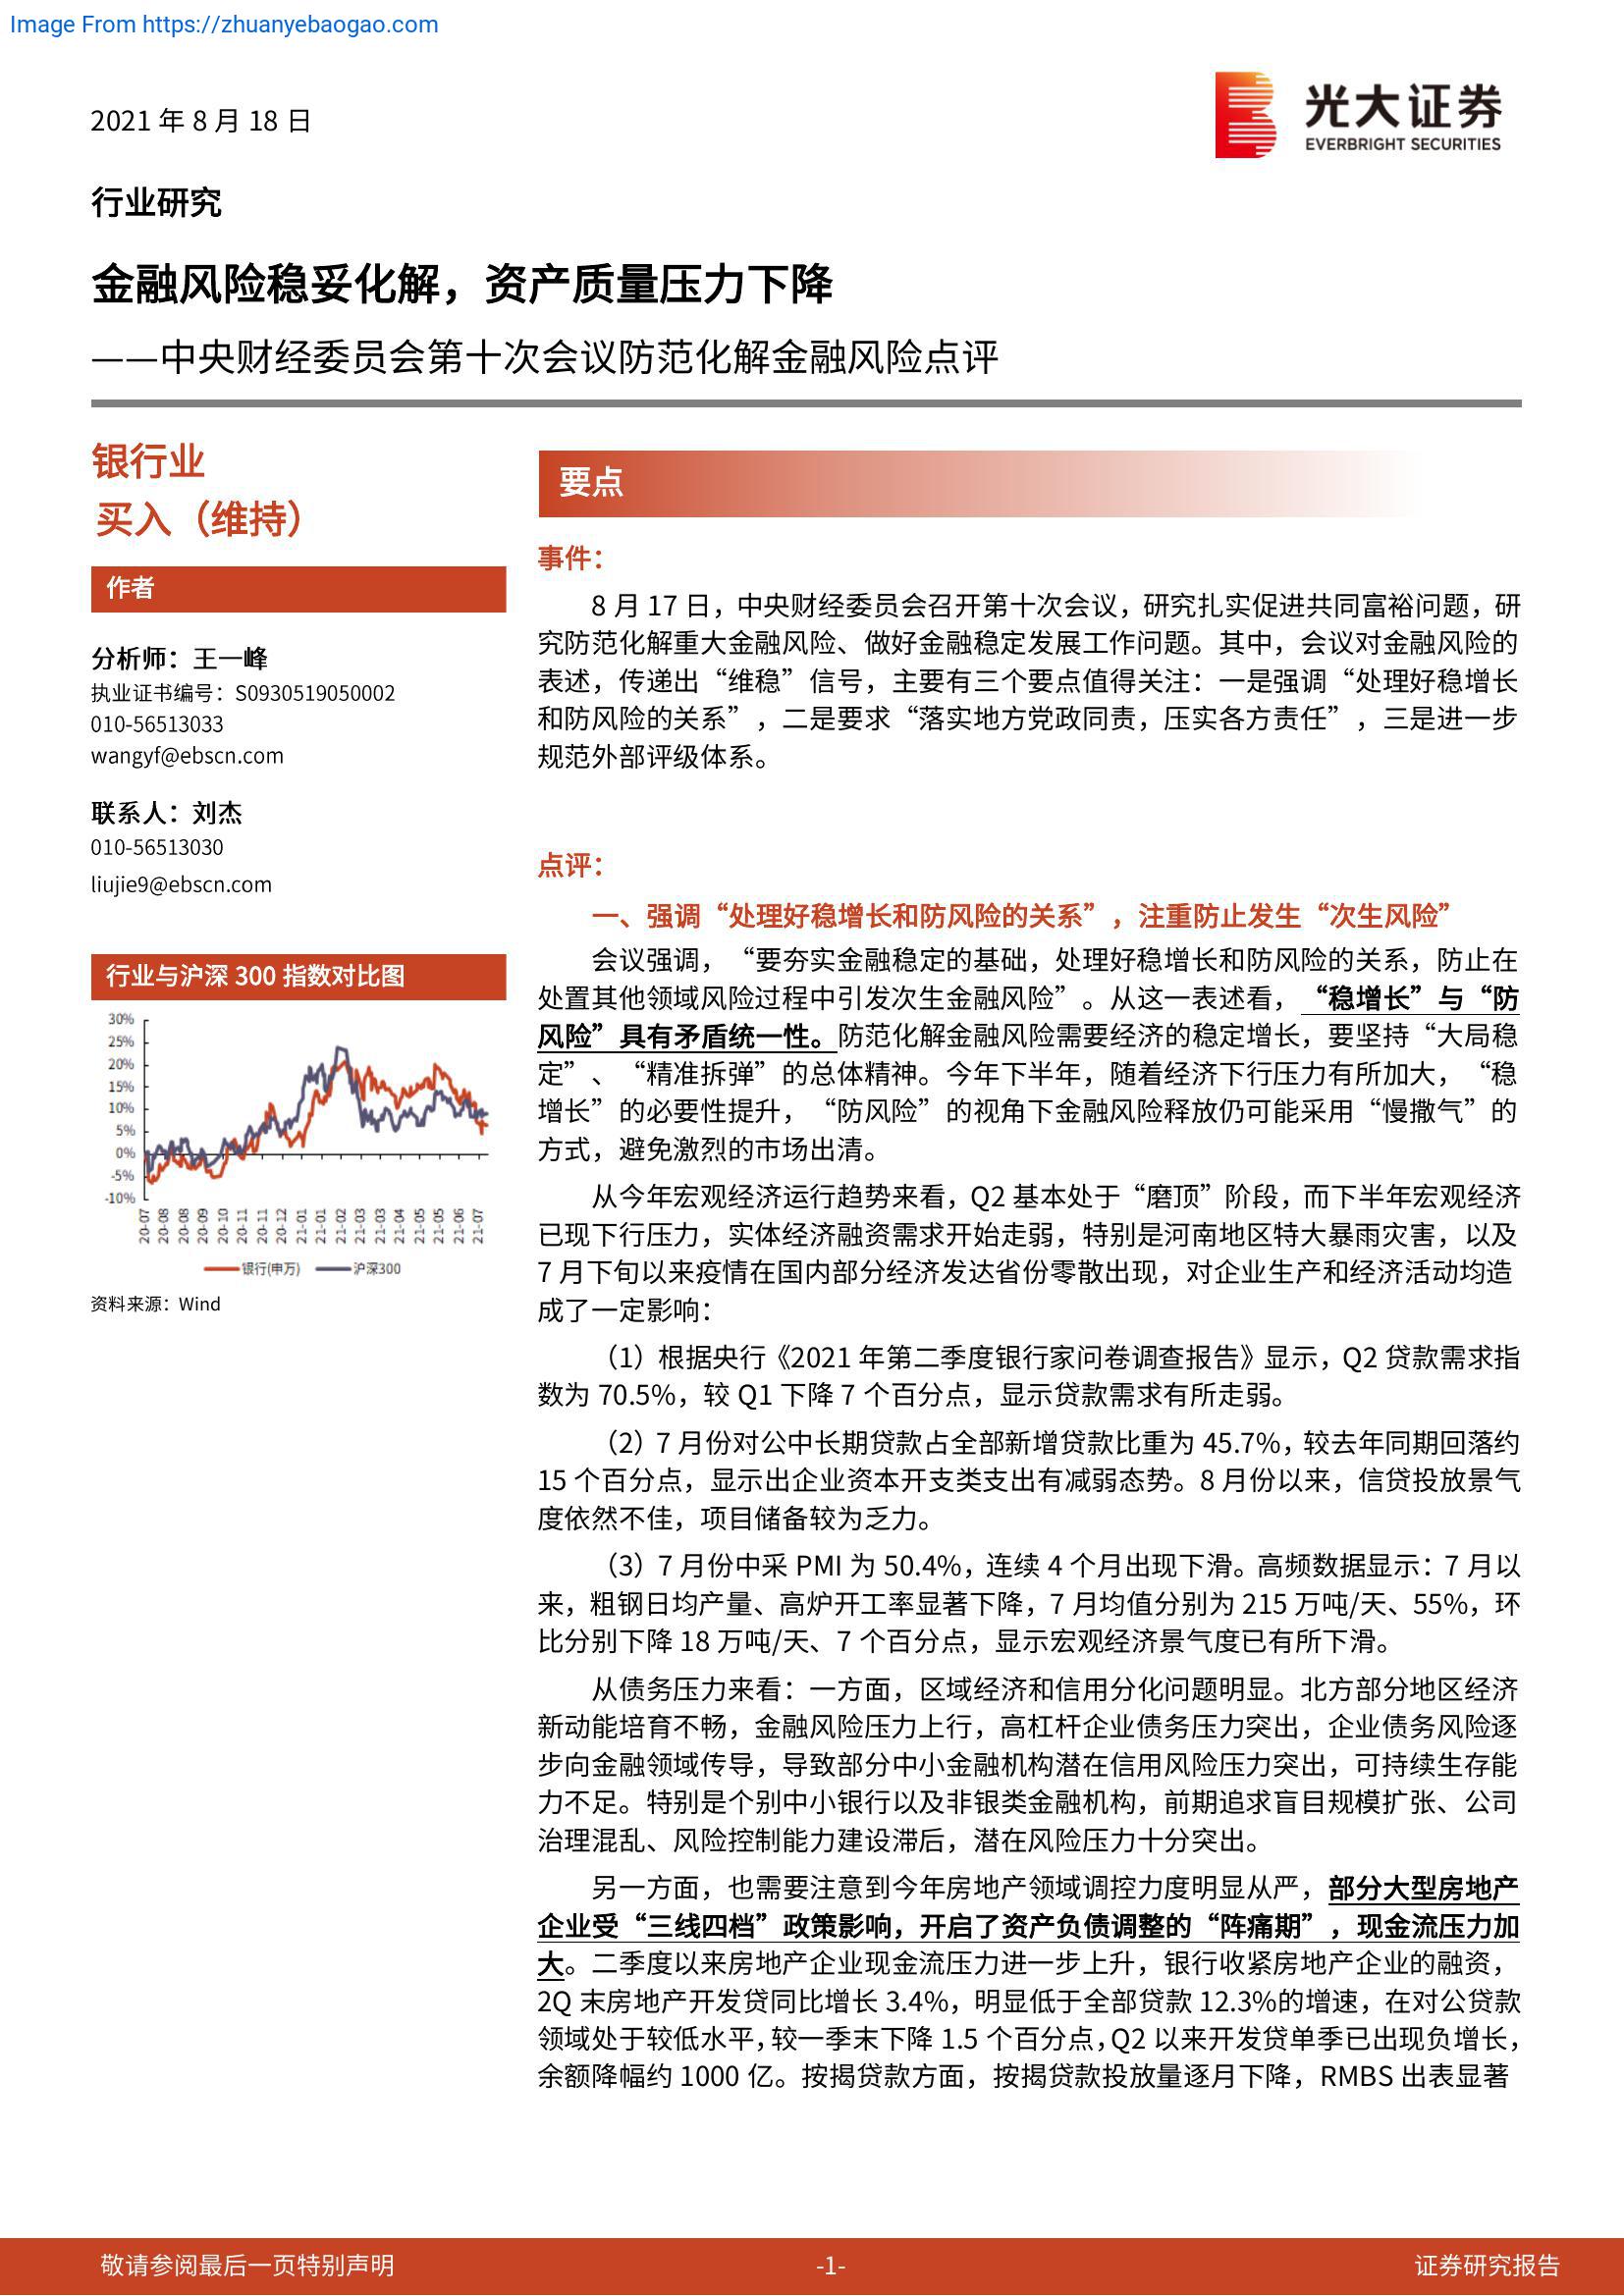 Image From https://zhuanyebaogao.com
2021 年 8 月 18 日
光大证券
EVERBRIGHT SECURITIES
行业研究
金融风险稳妥化解，资产质量压力下降
——中央财经委员会第十次会议防范化解金融风险点评
银行业
买入（维持）
作者
分析师：王一峰
执业证书编号：S0930519050002
010-56513033
wangyf@ebscn.com
联系人：刘杰
010-56513030
liujie9@ebscn.com
行业与沪深 300 指数对比图
30%
25%
20%
15%
10%
5%
0%
-5%
-10%
20-07
20-08
20-08
20-09
20-10
20-11
20-11
20-12
21-01
21-01
21-02
21-03
21-03
21-04
21-05
21-05
21-06
21-07
银行(申万)
沪深300
资料来源：Wind
要点
事件：
8 月 17 日，中央财经委员会召开第十次会议，研究扎实促进共同富裕问题，研
究防范化解重大金融风险、做好金融稳定发展工作问题。其中，会议对金融风险的
表述，传递出“维稳”信号，主要有三个要点值得关注：一是强调“处理好稳增长
和防风险的关系”，二是要求“落实地方党政同责，压实各方责任”，三是进一步
规范外部评级体系。
点评：
一、强调“处理好稳增长和防风险的关系”，注重防止发生“次生风险”
会议强调，“要夯实金融稳定的基础，处理好稳增长和防风险的关系，防止在
处置其他领域风险过程中引发次生金融风险”。从这一表述看，“稳增长”与“防
风险”具有矛盾统一性。防范化解金融风险需要经济的稳定增长，要坚持“大局稳
定”、“精准拆弹”的总体精神。今年下半年，随着经济下行压力有所加大，“稳
增长”的必要性提升，“防风险”的视角下金融风险释放仍可能采用“慢撒气”的
方式，避免激烈的市场出清。
从今年宏观经济运行趋势来看，Q2 基本处于“磨顶”阶段，而下半年宏观经济
已现下行压力，实体经济融资需求开始走弱，特别是河南地区特大暴雨灾害，以及
7 月下旬以来疫情在国内部分经济发达省份零散出现，对企业生产和经济活动均造
成了一定影响：
（1）根据央行《2021 年第二季度银行家问卷调查报告》显示，Q2 贷款需求指
数为 70.5%，较 Q1 下降 7 个百分点，显示贷款需求有所走弱。
（2）7 月份对公中长期贷款占全部新增贷款比重为 45.7%，较去年同期回落约
15 个百分点，显示出企业资本开支类支出有减弱态势。8 月份以来，信贷投放景气
度依然不佳，项目储备较为乏力。
（3）7 月份中采 PMI 为 50.4%，连续 4 个月出现下滑。高频数据显示：7 月以
来，粗钢日均产量、高炉开工率显著下降，7 月均值分别为 215 万吨/天、55%，环
比分别下降 18 万吨/天、7 个百分点，显示宏观经济景气度已有所下滑。
从债务压力来看：一方面，区域经济和信用分化问题明显。北方部分地区经济
新动能培育不畅，金融风险压力上行，高杠杆企业债务压力突出，企业债务风险逐
步向金融领域传导，导致部分中小金融机构潜在信用风险压力突出，可持续生存能
力不足。特别是个别中小银行以及非银类金融机构，前期追求盲目规模扩张、公司
治理混乱、风险控制能力建设滞后，潜在风险压力十分突出。
另一方面，也需要注意到今年房地产领域调控力度明显从严，部分大型房地产
企业受“三线四档”政策影响，开启了资产负债调整的“阵痛期”，现金流压力加
大。二季度以来房地产企业现金流压力进一步上升，银行收紧房地产企业的融资，
2Q 末房地产开发贷同比增长 3.4%，明显低于全部贷款 12.3%的增速，在对公贷款
领域处于较低水平，较一季末下降 1.5 个百分点，Q2 以来开发贷单季已出现负增长，
余额降幅约 1000 亿。按揭贷款方面，按揭贷款投放量逐月下降，RMBS 出表显著
敬请参阅最后一页特别声明
-1-
证券研究报告